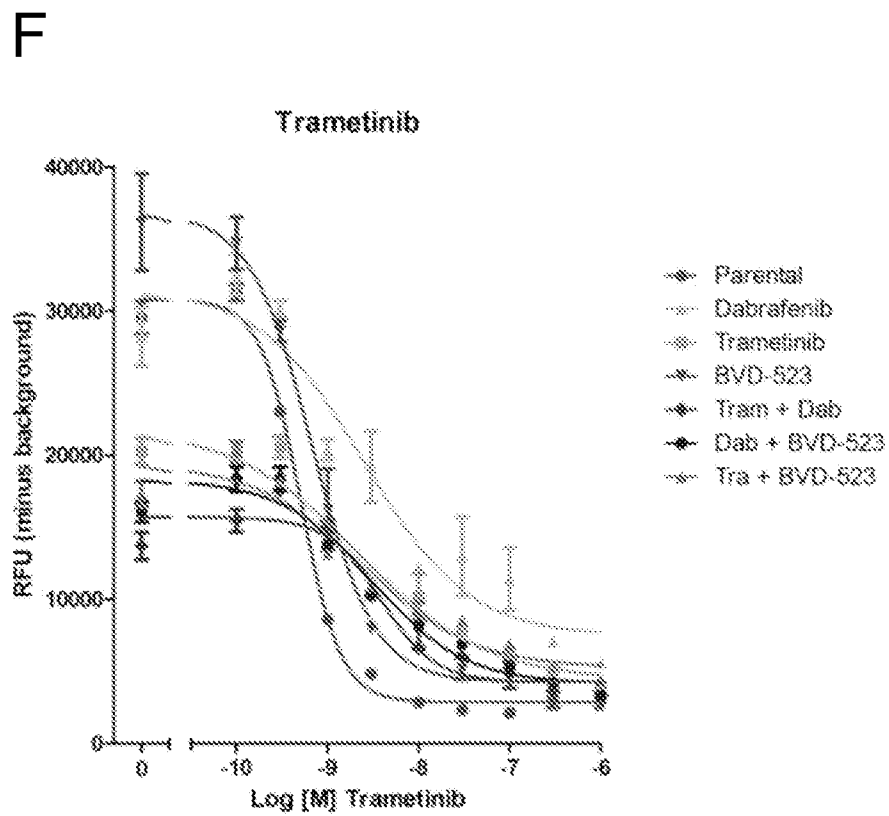 F
Trametinib
40000
30000
20000
10000
0
RFU (minus background)
0 -10 -9 -8 -7 -6
Log [M] Trametinib
Parental
Dabrafenib
Trametinib
BVD-523
Tram + Dab
Dab + BVD-523
Tra + BVD-523